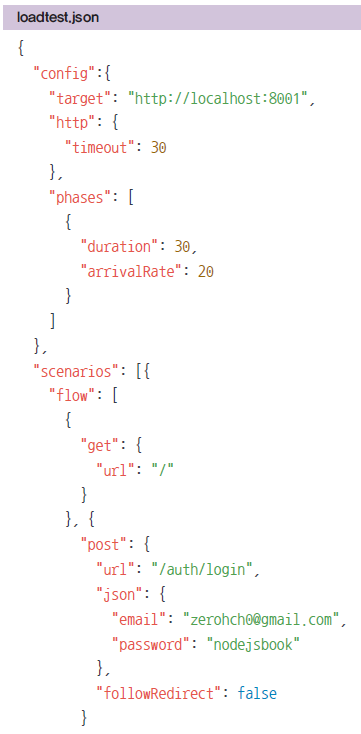 loadtest.json
{
"config":{
"target": "http://localhost:8001",
"http": {
"timeout": 30
},
"phases": [
{
"duration": 30,
"arrivalRate": 20
}
]
},
"scenarios": [{
"flow": [
{
"get": {
"url": "/"
}
}, {
"post": {
"url": "/auth/login",
"json": {
"email": "zerohch0@gmail.com",
"password": "nodejsbook"
},
"followRedirect": false
}